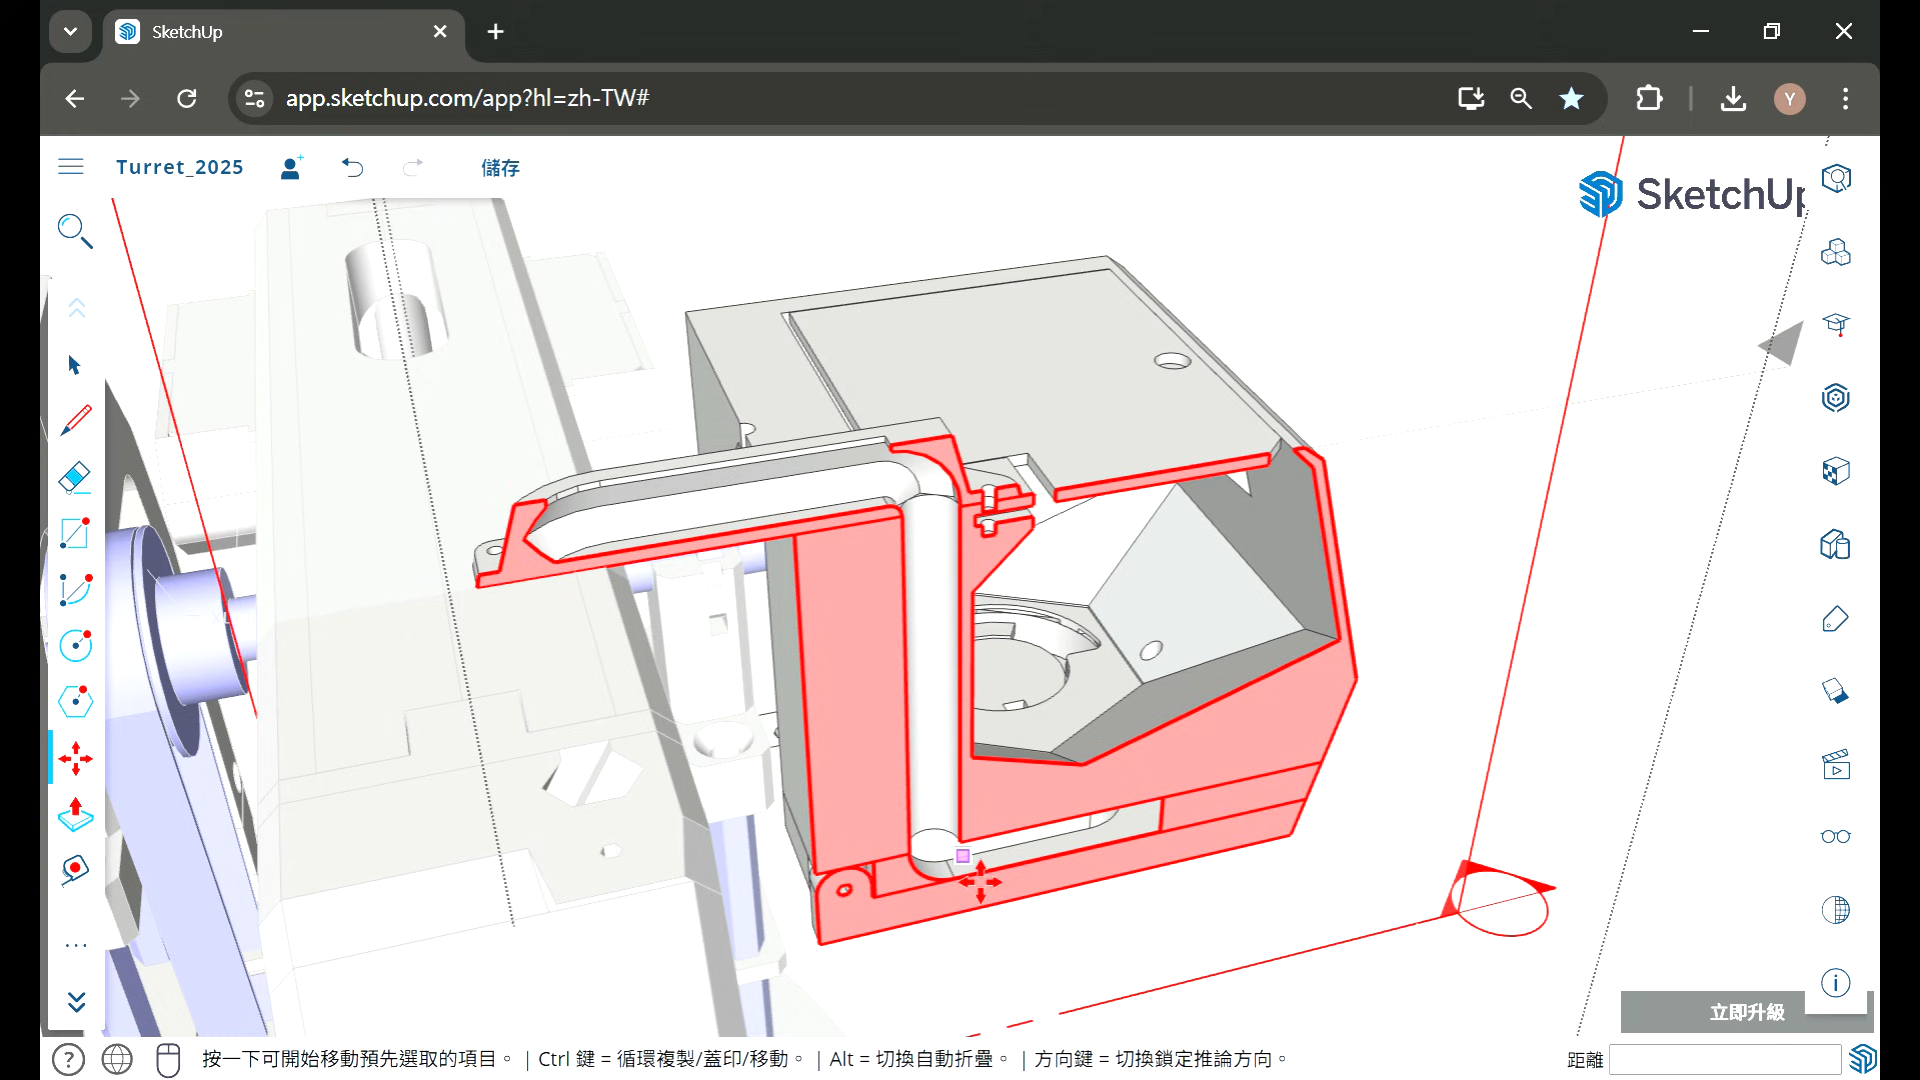 SketchUp
app.sketchup.com/app?hl=zh-TW#
Y
Turret_2025
儲存
SketchUp
立即升級
按一下可開始移動預先選取的項目。 | Ctrl 鍵 = 循環複製/蓋印/移動。 | Alt = 切換自動折疊。 | 方向鍵 = 切換鎖定推論方向。
距離